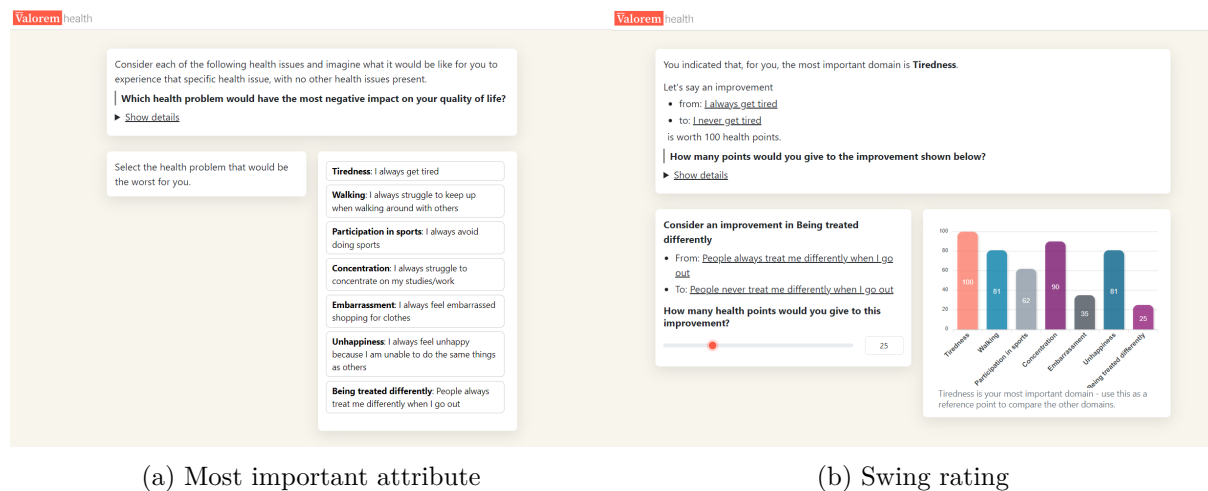 Valorem health
Consider each of the following health issues and imagine what it would be like for you to
experience that specific health issue, with no other health issues present.
Which health problem would have the most negative impact on your quality of life?
▶ Show details
Select the health problem that would be
the worst for you.
Tiredness: I always get tired
Walking: I always struggle to keep up
when walking around with others
Participation in sports: I always avoid
doing sports
Concentration: I always struggle to
concentrate on my studies/work
Embarrassment: I always feel embarrassed
shopping for clothes
Unhappiness: I always feel unhappy
because I am unable to do the same things
as others
Being treated differently: People always
treat me differently when I go out
(a) Most important attribute
Valorem health
You indicated that, for you, the most important domain is Tiredness.
Let's say an improvement
• from: I always get tired
• to: I never get tired
is worth 100 health points.
How many points would you give to the improvement shown below?
▶ Show details
Consider an improvement in Being treated
differently
• From: People always treat me differently when I go
out
• To: People never treat me differently when I go out
How many health points would you give to this
improvement?
25
100
80
60
40
20
0
100
81
62
90
35
81
25
Tiredness
Walking
Participation in sports
Concentration
Embarrassment
Unhappiness
Being treated differently
Tiredness is your most important domain - use this as a
reference point to compare the other domains.
(b) Swing rating